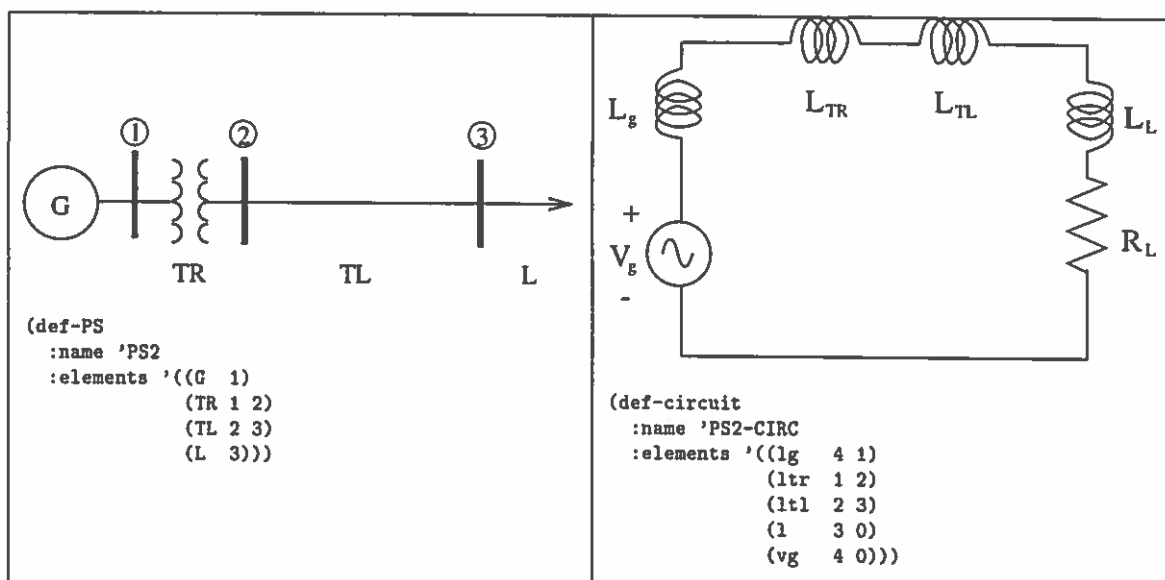 ① ② ③
G
TR TL L
(def-PS
:name 'PS2
:elements '((G 1)
(TR 1 2)
(TL 2 3)
(L 3)))
L_TR L_TL
L_g L_L
+
V_g R_L
-
(def-circuit
:name 'PS2-CIRC
:elements '((lg 4 1)
(ltr 1 2)
(ltl 2 3)
(l 3 0)
(vg 4 0)))